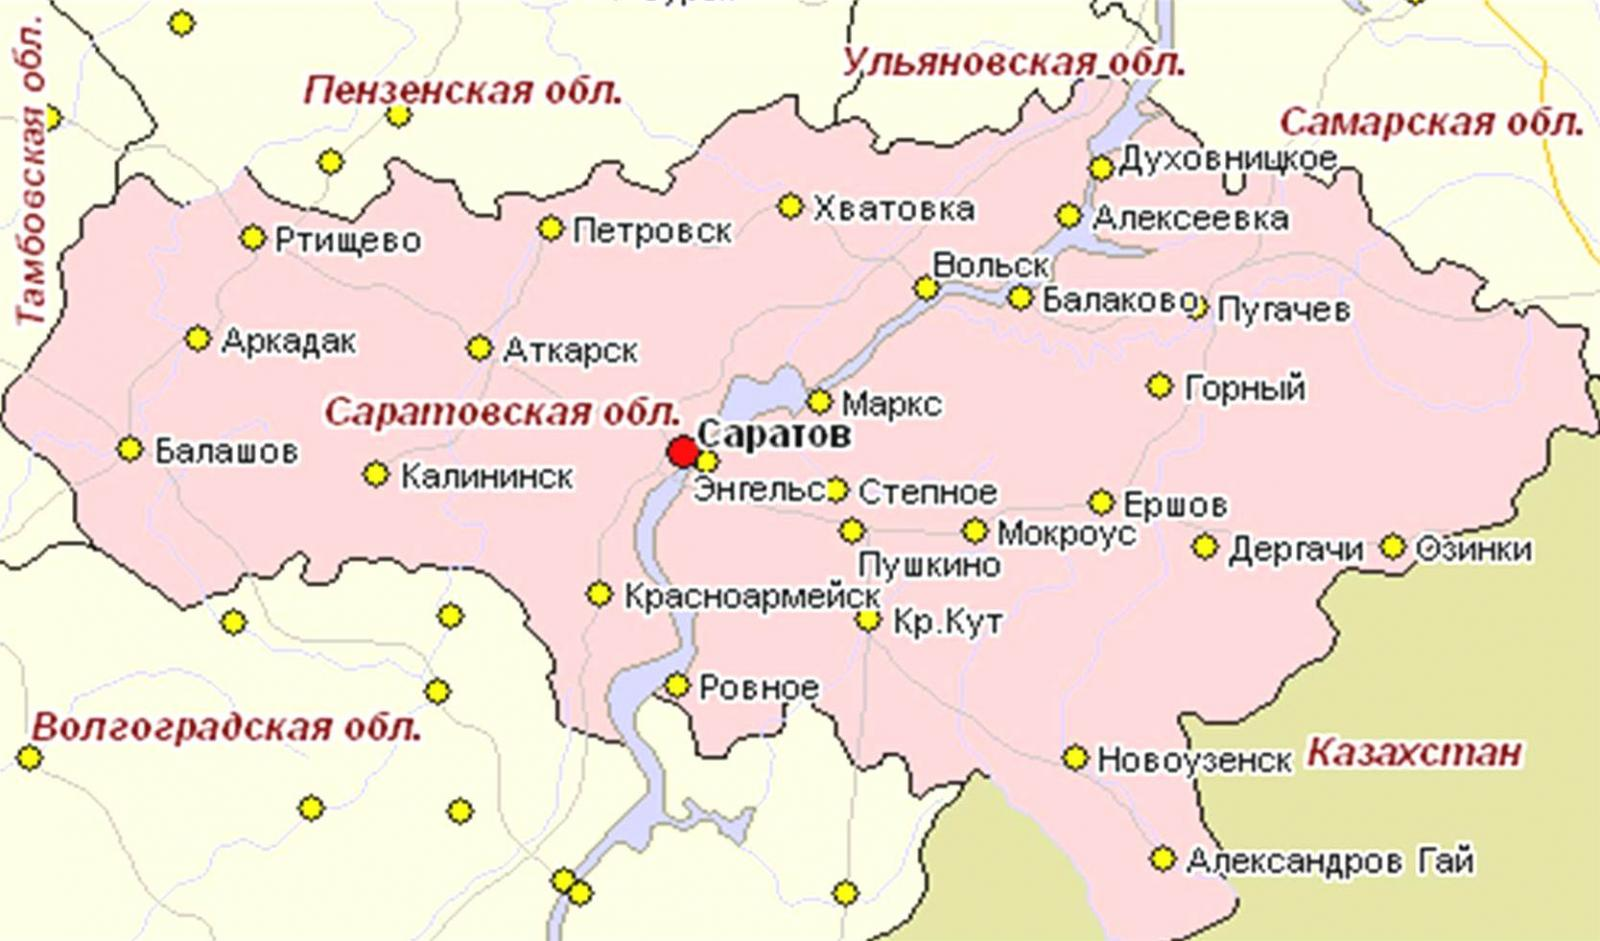 Ульяновская обл.
Пензенская обл.
Самарская обл.
Тамбовская обл.
Духовницкое
Хватовка
Алексеевка
Петровск
Ртищево
Вольск
Балаково
Пугачев
Аркадак
Аткарск
Горный
Маркс
Саратовская обл.
Саратов
Балашов
Калининск
Энгельс
Степное
Ершов
Мокроус
Дергачи
Озинки
Пушкино
Красноармейск
Кр.Кут
Ровное
Волгоградская обл.
Новоузенск
Казахстан
Александров Гай